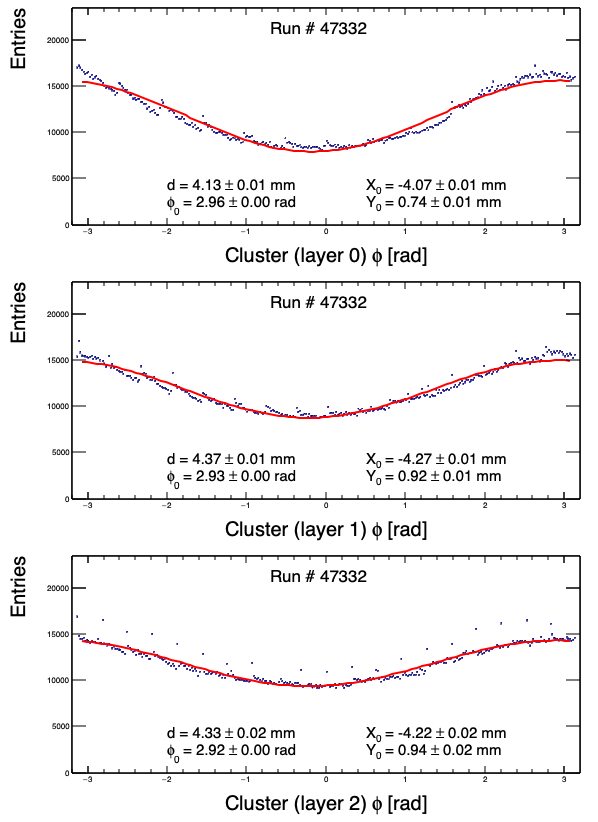 Entries
Run # 47332
20000
15000
10000
5000
0
d = 4.13 ± 0.01 mm
X0 = -4.07 ± 0.01 mm
ϕ0 = 2.96 ± 0.00 rad
Y0 = 0.74 ± 0.01 mm
−3 −2 −1 0 1 2 3
Cluster (layer 0) ϕ [rad]
Entries
Run # 47332
20000
15000
10000
5000
0
d = 4.37 ± 0.01 mm
X0 = -4.27 ± 0.01 mm
ϕ0 = 2.93 ± 0.00 rad
Y0 = 0.92 ± 0.01 mm
−3 −2 −1 0 1 2 3
Cluster (layer 1) ϕ [rad]
Entries
Run # 47332
20000
15000
10000
5000
0
d = 4.33 ± 0.02 mm
X0 = -4.22 ± 0.02 mm
ϕ0 = 2.92 ± 0.00 rad
Y0 = 0.94 ± 0.02 mm
−3 −2 −1 0 1 2 3
Cluster (layer 2) ϕ [rad]